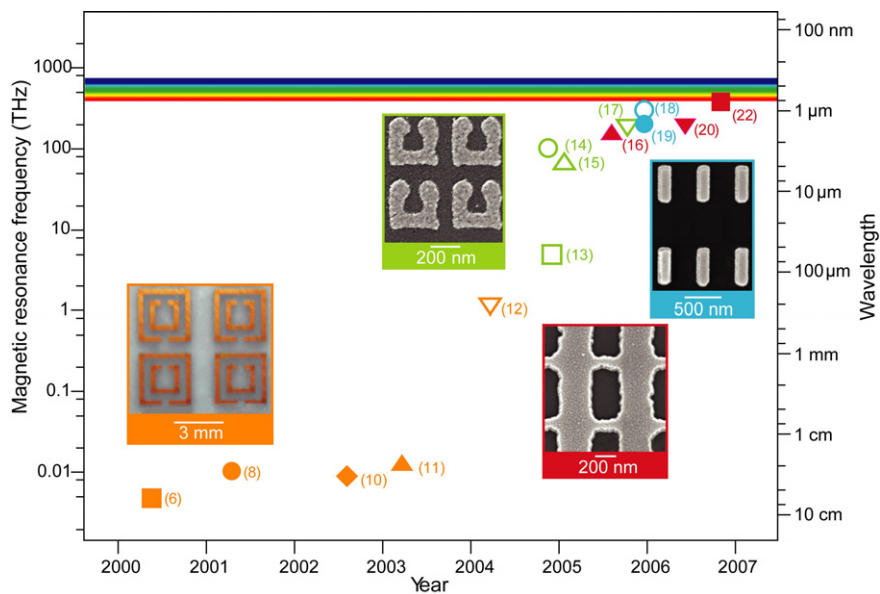 Magnetic resonance frequency (THz)
1000
100
10
1
0.1
0.01
100 nm
1 µm
10 µm
100 µm
1 mm
1 cm
10 cm
Wavelength
2000 2001 2002 2003 2004 2005 2006 2007
Year
(6)
(8)
(10)
(11)
(12)
(13)
(14)
(15)
(16)
(17)
(18)
(19)
(20)
(22)
3 mm
200 nm
500 nm
200 nm